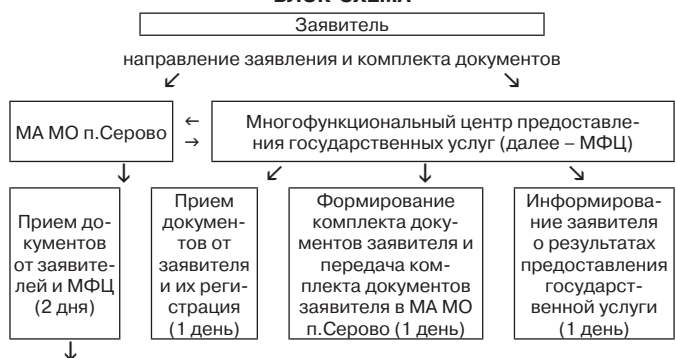 БЛОК-СХЕМА
Заявитель
направление заявления и комплекта документов
МА МО п.Серово
Многофункциональный центр предоставле-
ния государственных услуг (далее – МФЦ)
Прием до-
кументов
от заявите-
лей и МФЦ
(2 дня)
Прием
докумен-
тов от
заявителя
и их реги-
страция
(1 день)
Формирование
комплекта доку-
ментов заявителя и
передача ком-
плекта документов
заявителя в МА МО
п.Серово (1 день)
Информирова-
ние заявителя
о результатах
предоставления
государст-
венной услуги
(1 день)